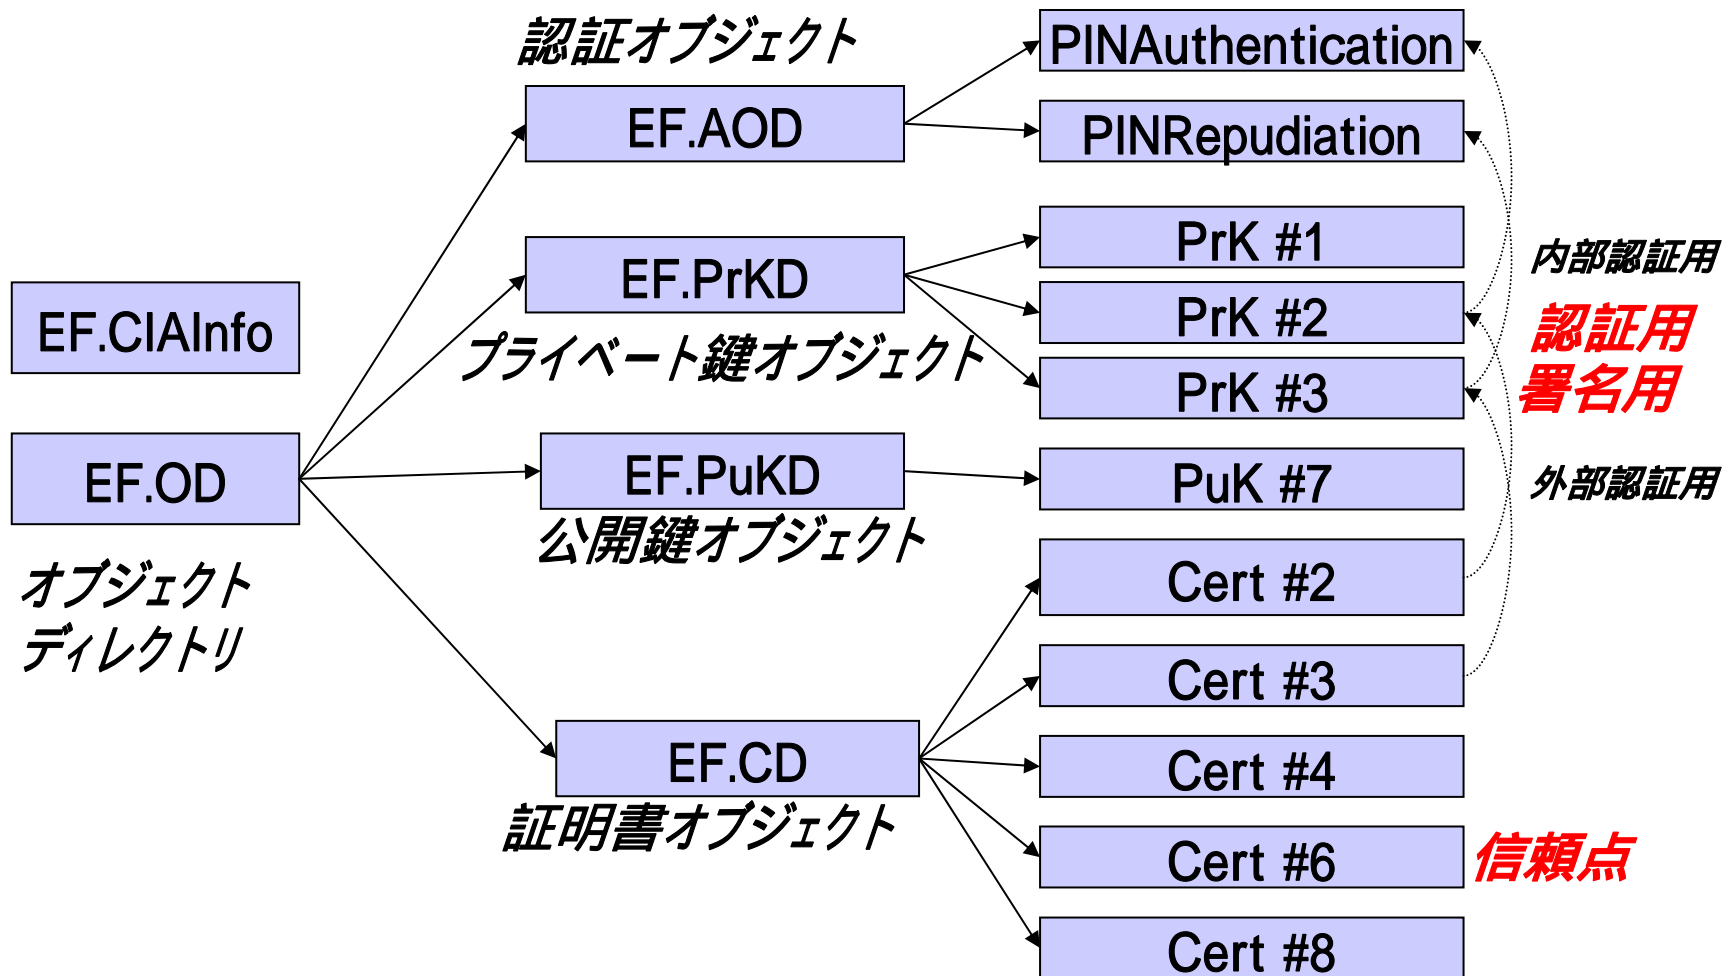 認証オブジェクト
EF.AOD
PINAuthentication
PINRepudiation
EF.PrKD
プライベート鍵オブジェクト
PrK #1
内部認証用
PrK #2
認証用
PrK #3
署名用
EF.CIAInfo
EF.OD
オブジェクト
ディレクトリ
EF.PuKD
公開鍵オブジェクト
PuK #7
外部認証用
EF.CD
証明書オブジェクト
Cert #2
Cert #3
Cert #4
Cert #6
信頼点
Cert #8